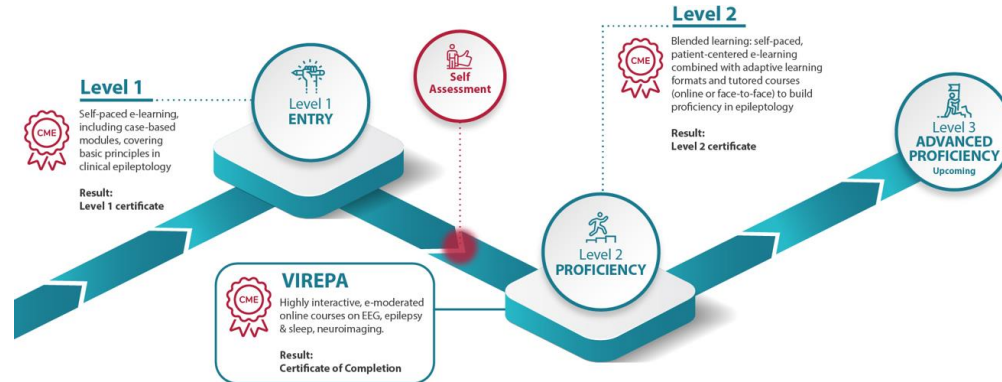 Level 1
CME
Self-paced e-learning,
including case-based
modules, covering
basic principles in
clinical epileptology
Result:
Level 1 certificate
Level 1
ENTRY
Self
Assessment
Level 2
CME
Blended learning: self-paced,
patient-centered e-learning
combined with adaptive learning
formats and tutored courses
(online or face-to-face) to build
proficiency in epileptology
Result:
Level 2 certificate
Level 3
ADVANCED
PROFICIENCY
Upcoming
Level 2
PROFICIENCY
VIREPA
CME
Highly interactive, e-moderated
online courses on EEG, epilepsy
& sleep, neuroimaging.
Result:
Certificate of Completion